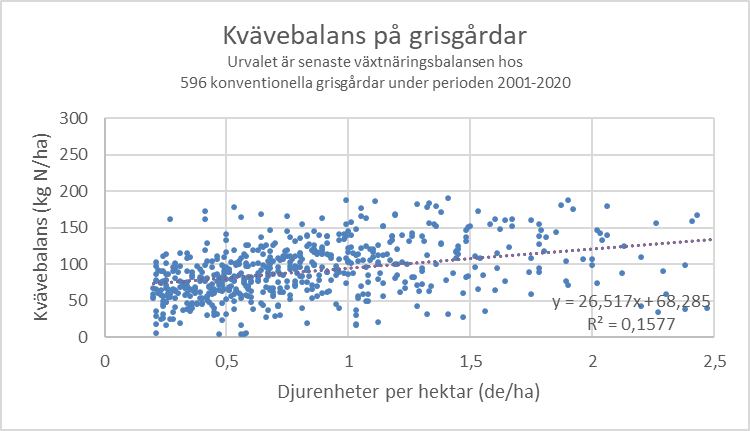 Kvävebalans på grisgårdar
Urvalet är senaste växtnäringsbalansen hos
596 konventionella grisgårdar under perioden 2001-2020
Kvävebalans (kg N/ha)
300
250
200
150
100
50
0
y = 26,517x + 68,285
R² = 0,1577
0 0,5 1 1,5 2 2,5
Djurenheter per hektar (de/ha)